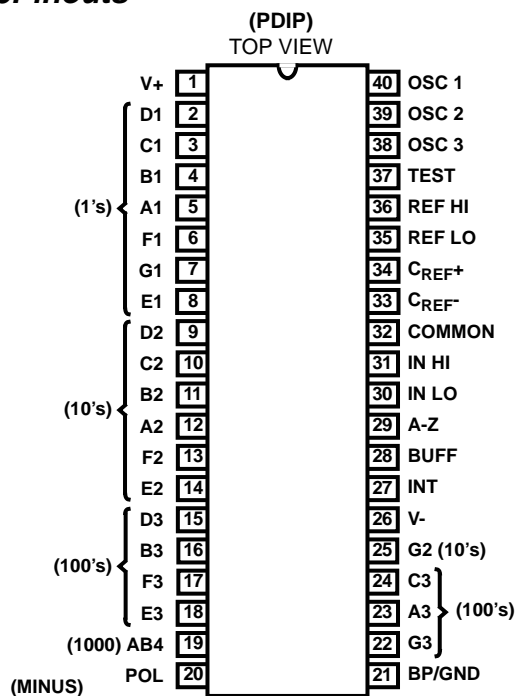 (PDIP)
TOP VIEW
V+ 1 40 OSC 1
D1 2 39 OSC 2
C1 3 38 OSC 3
B1 4 37 TEST
(1's) A1 5 36 REF HI
F1 6 35 REF LO
G1 7 34 CREF+
E1 8 33 CREF-
D2 9 32 COMMON
C2 10 31 IN HI
B2 11 30 IN LO
(10's) A2 12 29 A-Z
F2 13 28 BUFF
E2 14 27 INT
D3 15 26 V-
B3 16 25 G2 (10's)
(100's) F3 17 24 C3
E3 18 23 A3 (100's)
(1000) AB4 19 22 G3
(MINUS) POL 20 21 BP/GND